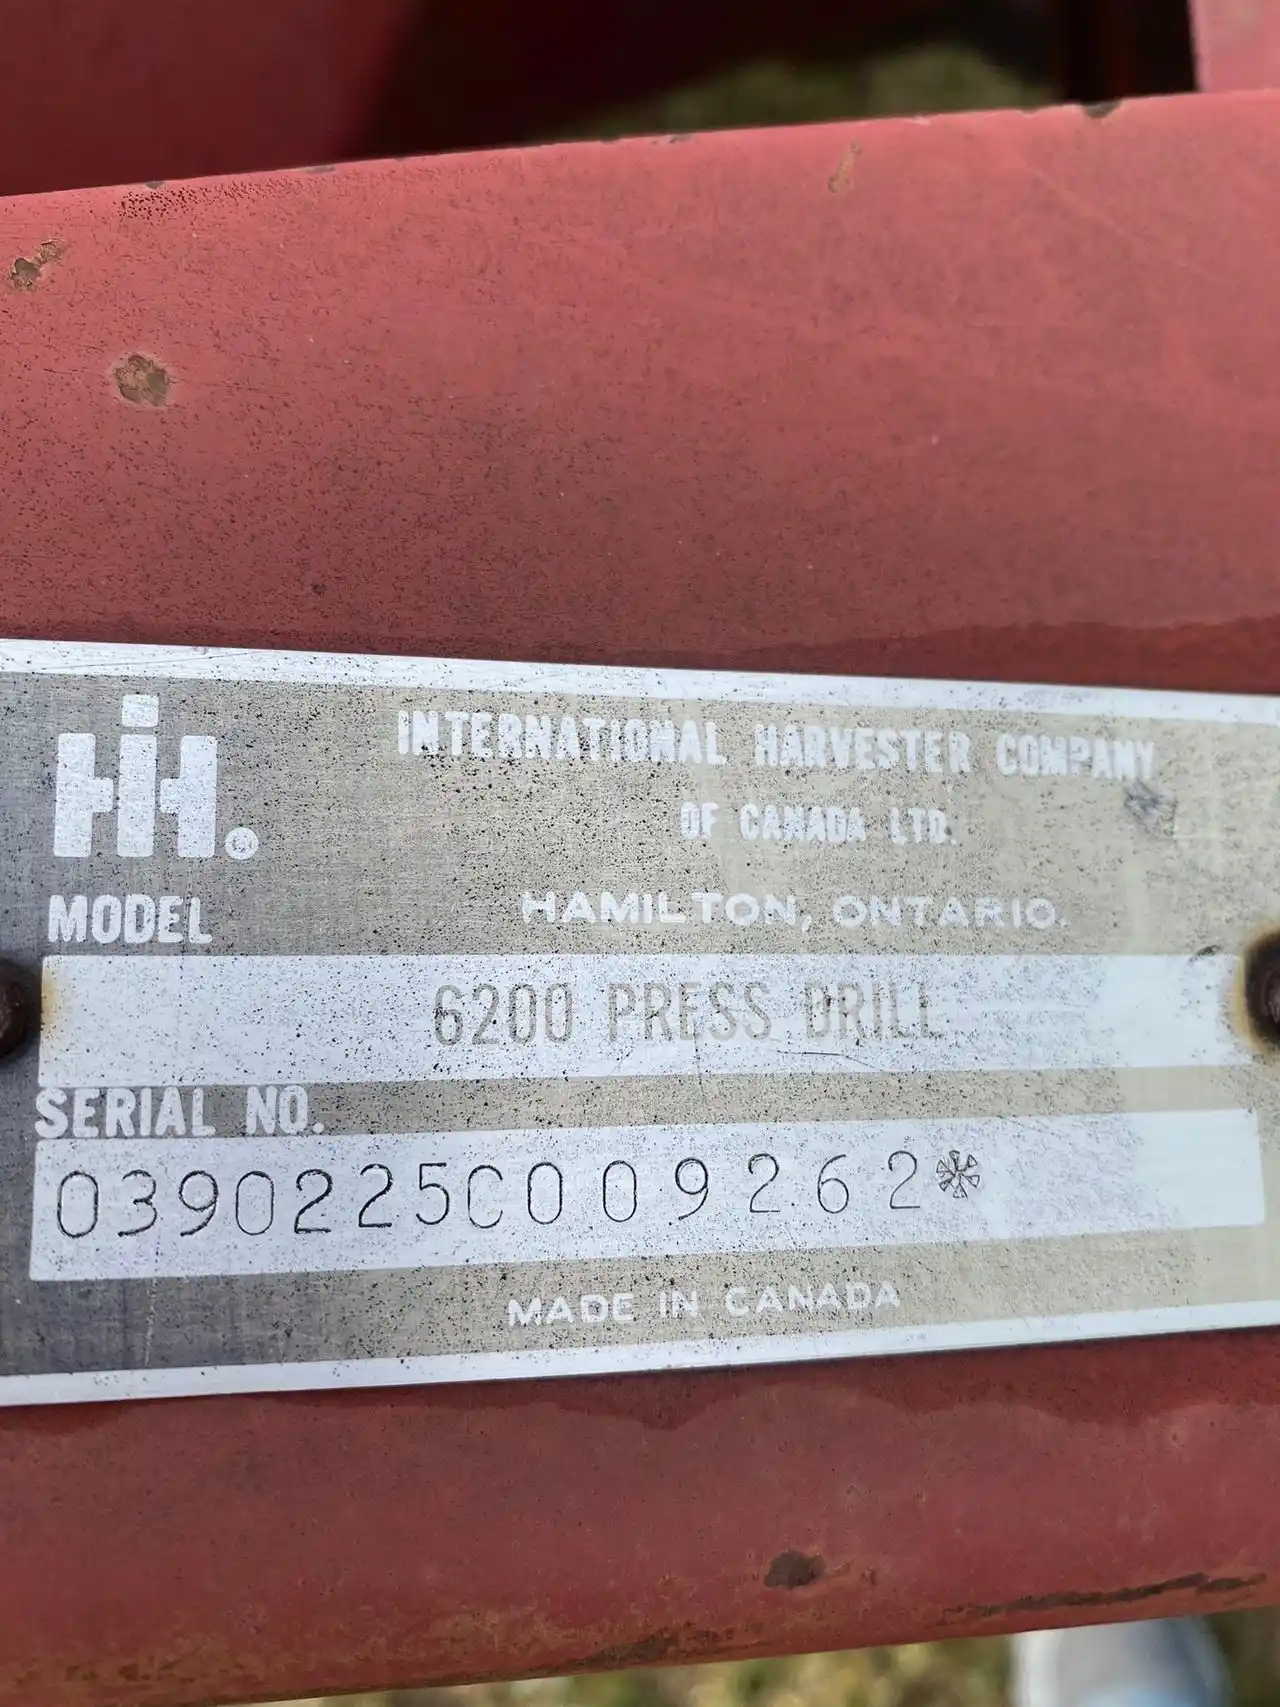 IH.
INTERNATIONAL HARVESTER COMPANY
OF CANADA LTD.
HAMILTON, ONTARIO.
MODEL
6200 PRESS DRILL
SERIAL NO.
0390225C009262*
MADE IN CANADA